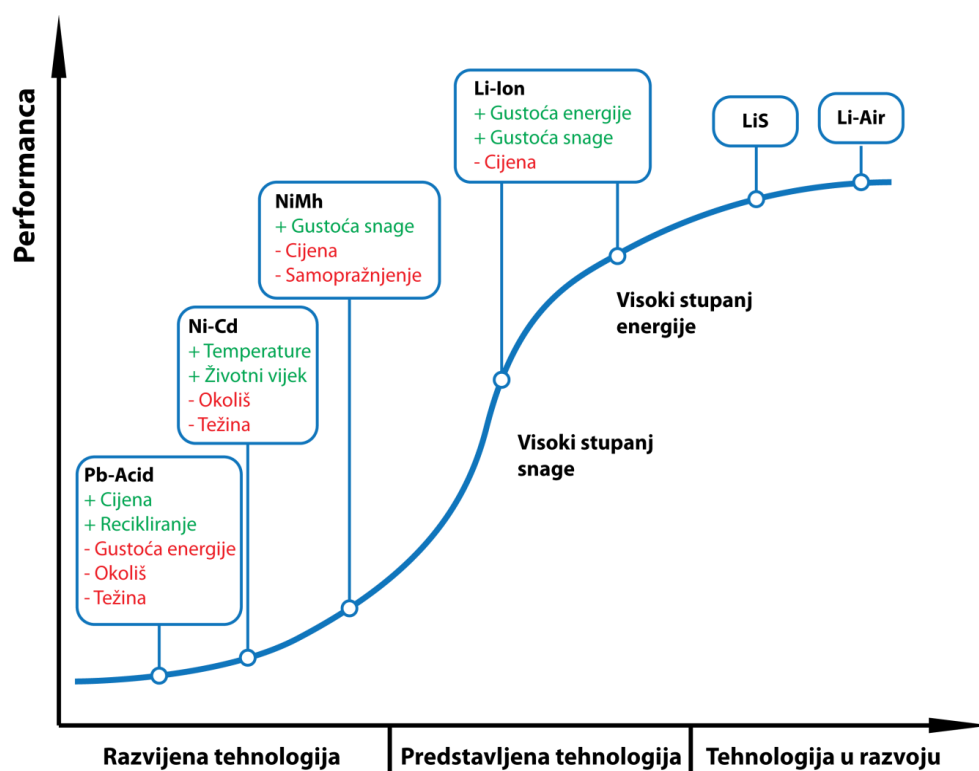 Performanca
Pb-Acid
+ Cijena
+ Recikliranje
- Gustoća energije
- Okoliš
- Težina
Ni-Cd
+ Temperature
+ Životni vijek
- Okoliš
- Težina
NiMh
+ Gustoća snage
- Cijena
- Samopražnjenje
Li-Ion
+ Gustoća energije
+ Gustoća snage
- Cijena
LiS
Li-Air
Visoki stupanj
energije
Visoki stupanj
snage
Razvijena tehnologija
Predstavljena tehnologija
Tehnologija u razvoju